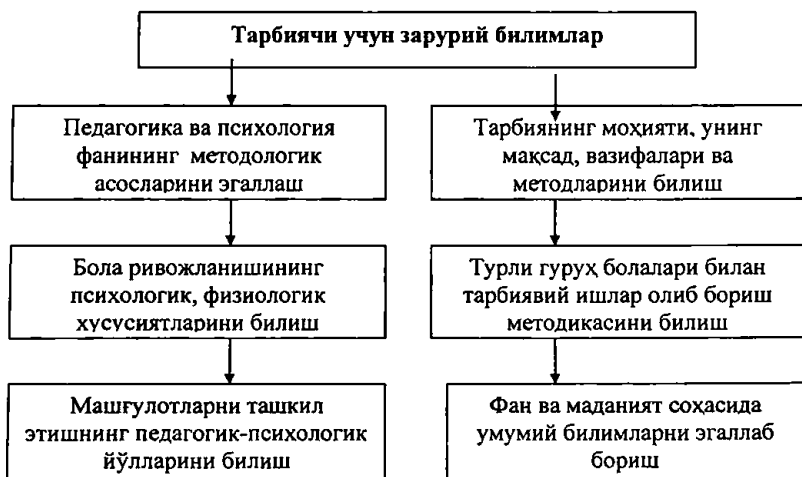 Тарбиячи учун зарурий билимлар
Педагогика ва психология
фанининг методологик
асосларини эгаллаш
Тарбиянинг моҳияти, унинг
мақсад, вазифалари ва
методларини билиш
Бола ривожланишининг
психологик, физиологик
хусусиятларини билиш
Турли гуруҳ болалари билан
тарбиявий ишлар олиб бориш
методикасини билиш
Машғулотларни ташкил
этишнинг педагогик-психологик
йўлларини билиш
Фан ва маданият соҳасида
умумий билимларни эгаллаб
бориш